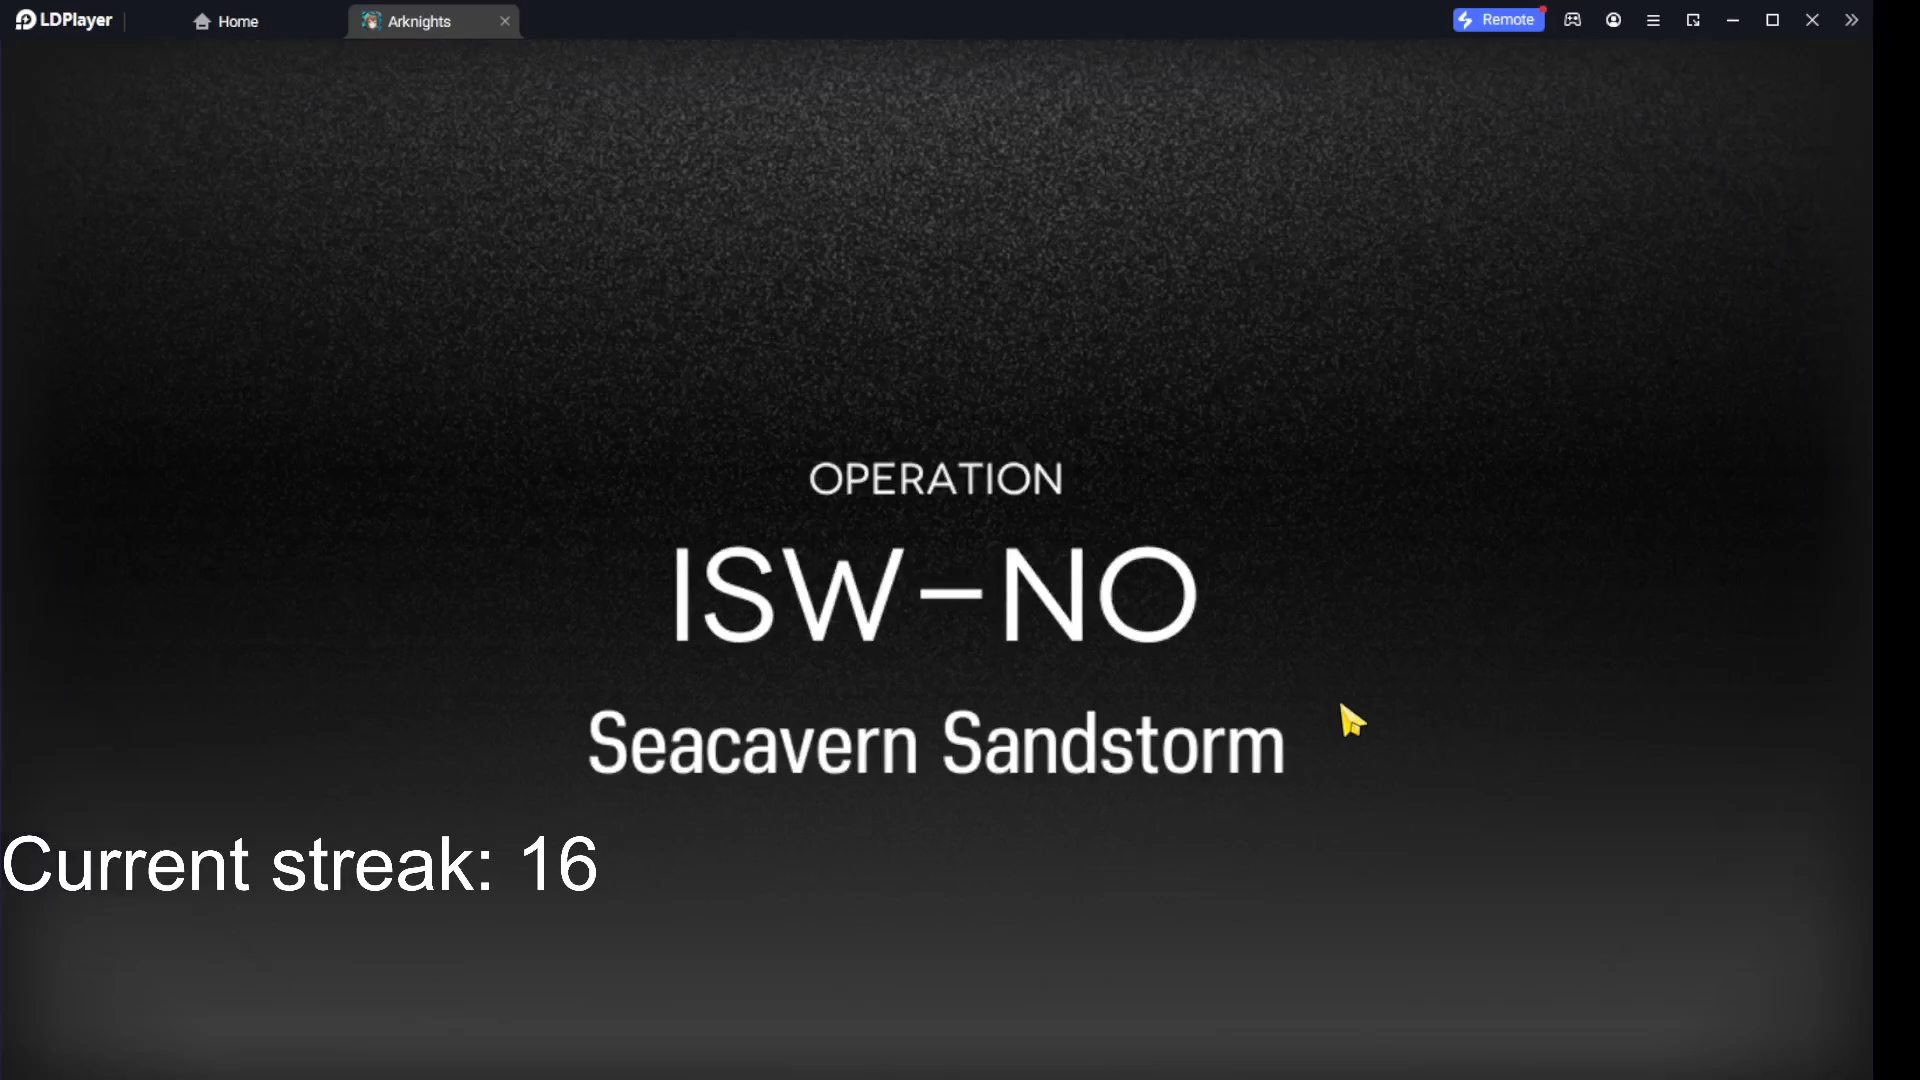 LDPlayer
Home
Arknights
Remote
OPERATION
ISW-NO
Seacavern Sandstorm
Current streak: 16